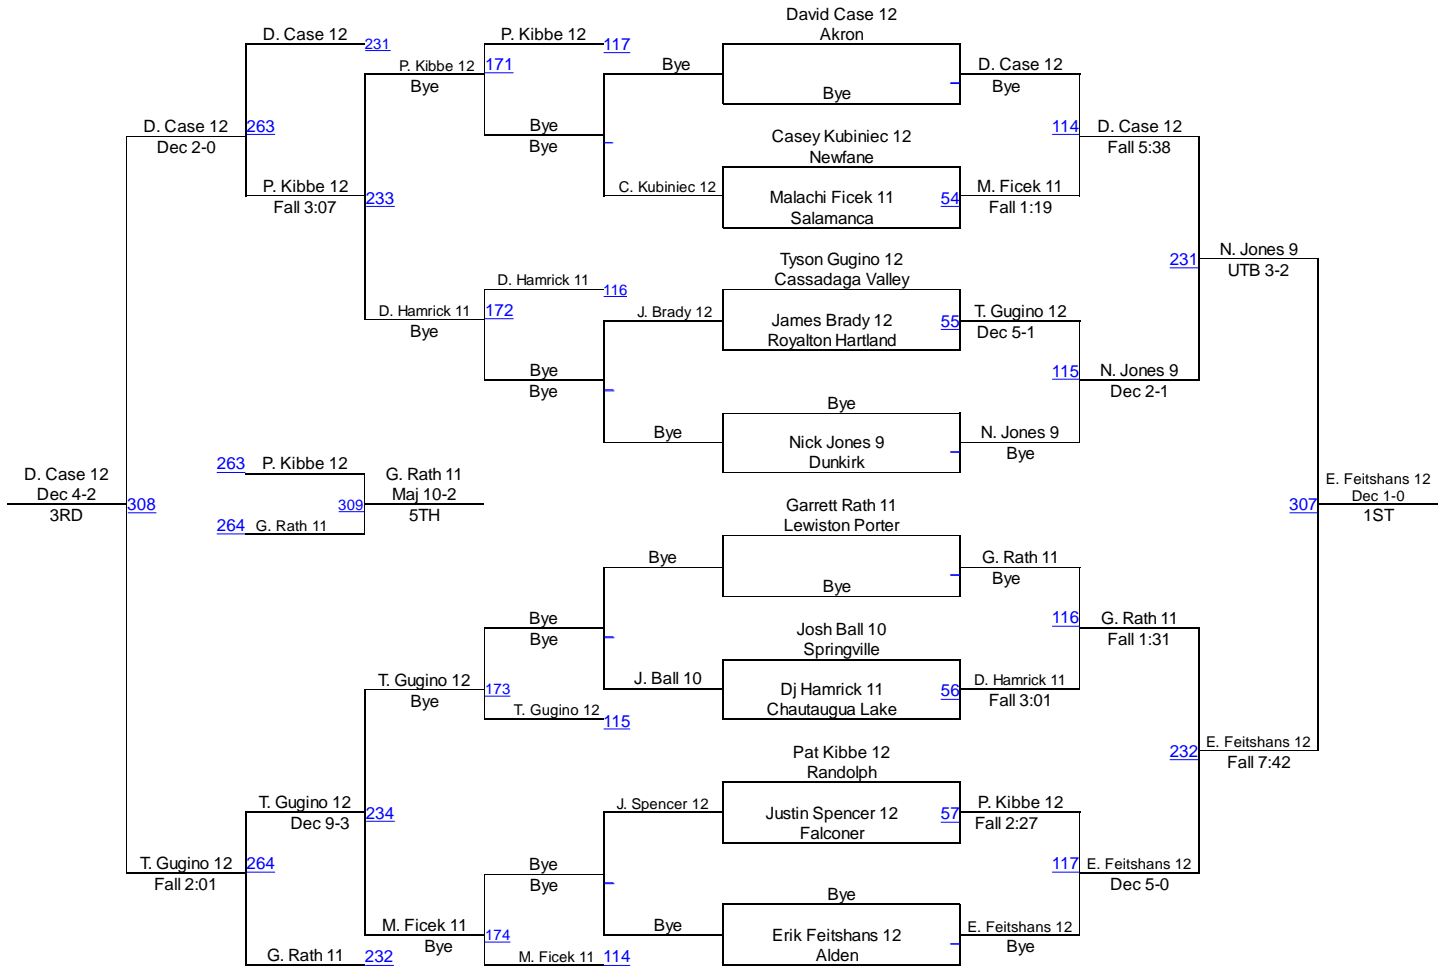 David Case 12
Akron
D. Case 12
231
P. Kibbe 12
117
P. Kibbe 12
171
Bye
Bye
Bye
D. Case 12
Bye
D. Case 12
263
Dec 2-0
Bye
Bye
Casey Kubiniec 12
Newfane
114
D. Case 12
Fall 5:38
P. Kibbe 12
233
Fall 3:07
C. Kubiniec 12
Malachi Ficek 11
Salamanca
54
M. Ficek 11
Fall 1:19
Tyson Gugino 12
Cassadaga Valley
231
N. Jones 9
UTB 3-2
D. Hamrick 11
116
D. Hamrick 11
172
Bye
J. Brady 12
James Brady 12
Royalton Hartland
55
T. Gugino 12
Dec 5-1
Bye
Bye
115
N. Jones 9
Dec 2-1
Bye
Bye
Nick Jones 9
Dunkirk
N. Jones 9
Bye
D. Case 12
Dec 4-2
3RD
308
263
P. Kibbe 12
264
G. Rath 11
309
G. Rath 11
Maj 10-2
5TH
Garrett Rath 11
Lewiston Porter
307
E. Feitshans 12
Dec 1-0
1ST
Bye
Bye
G. Rath 11
Bye
Bye
Bye
Josh Ball 10
Springville
116
G. Rath 11
Fall 1:31
T. Gugino 12
173
Bye
J. Ball 10
Dj Hamrick 11
Chautaugua Lake
56
D. Hamrick 11
Fall 3:01
T. Gugino 12
115
Pat Kibbe 12
Randolph
232
E. Feitshans 12
Fall 7:42
T. Gugino 12
234
Dec 9-3
J. Spencer 12
Justin Spencer 12
Falconer
57
P. Kibbe 12
Fall 2:27
T. Gugino 12
264
Fall 2:01
Bye
Bye
117
E. Feitshans 12
Dec 5-0
Bye
M. Ficek 11
174
Bye
Bye
Erik Feitshans 12
Alden
E. Feitshans 12
Bye
G. Rath 11
232
M. Ficek 11
114